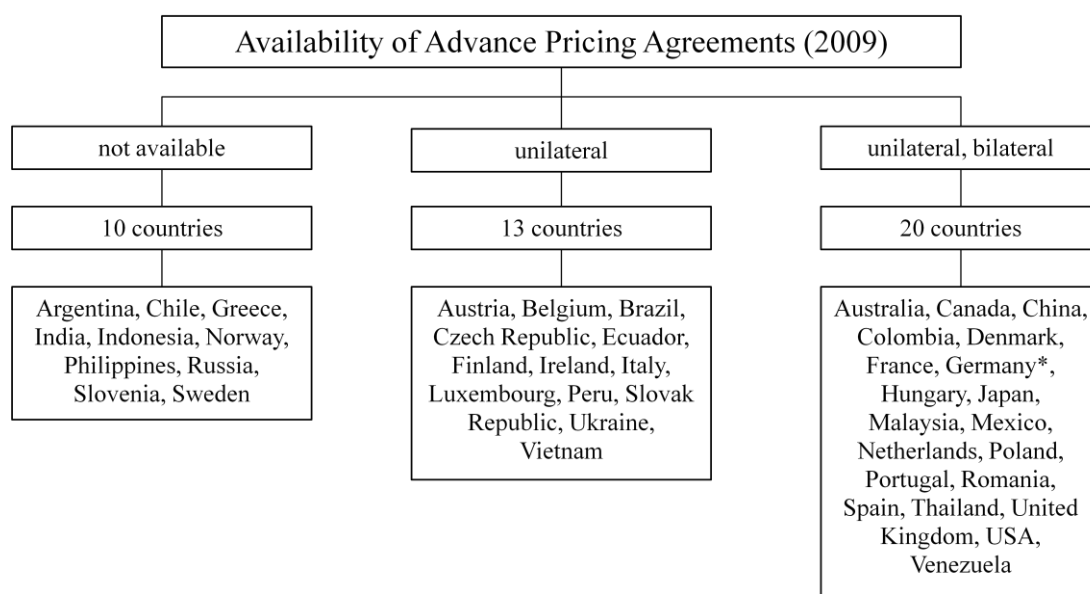 Availability of Advance Pricing Agreements (2009)
not available
10 countries
Argentina, Chile, Greece,
India, Indonesia, Norway,
Philippines, Russia,
Slovenia, Sweden
unilateral
13 countries
Austria, Belgium, Brazil,
Czech Republic, Ecuador,
Finland, Ireland, Italy,
Luxembourg, Peru, Slovak
Republic, Ukraine,
Vietnam
unilateral, bilateral
20 countries
Australia, Canada, China,
Colombia, Denmark,
France, Germany*,
Hungary, Japan,
Malaysia, Mexico,
Netherlands, Poland,
Portugal, Romania,
Spain, Thailand, United
Kingdom, USA,
Venezuela